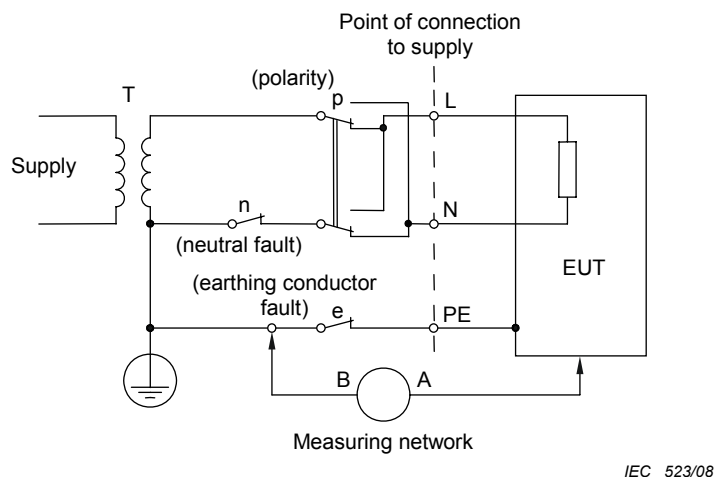 Point of connection
to supply
(polarity)
T
p
L
Supply
n
N
(neutral fault)
EUT
(earthing conductor
fault)
e
PE
B
A
Measuring network
IEC 523/08